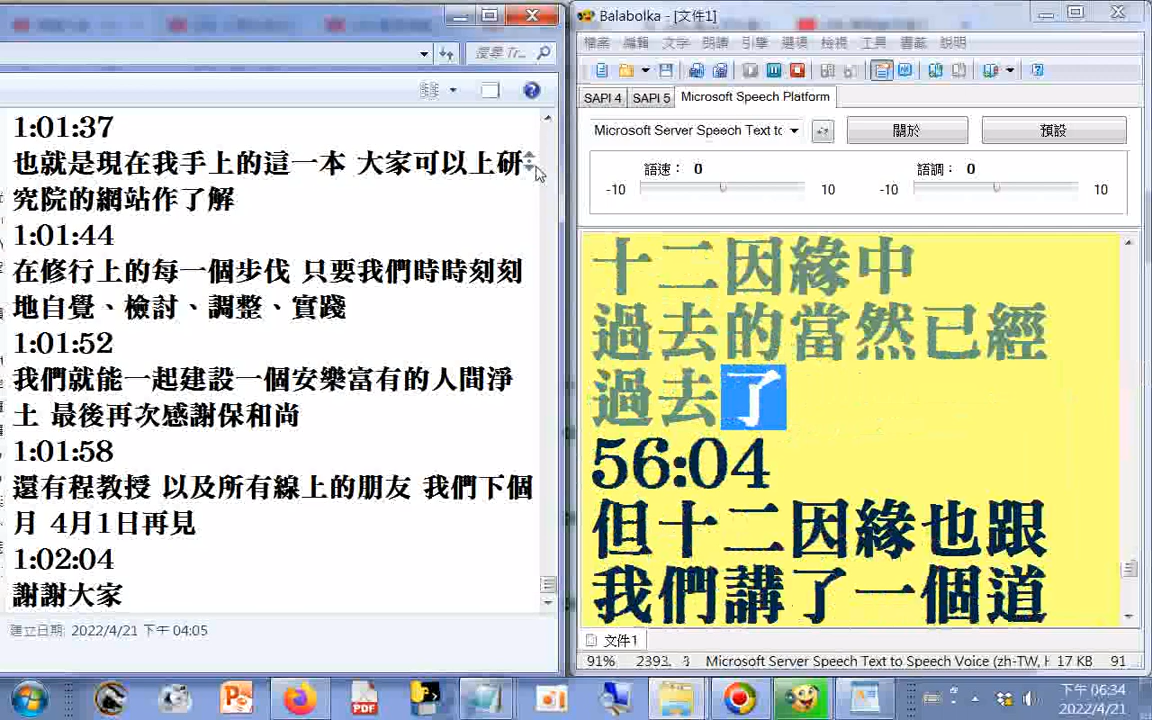 搜尋 Tr...
1:01:37
也就是現在我手上的這一本 大家可以上研
究院的網站作了解
1:01:44
在修行上的每一個步伐 只要我們時時刻刻
地自覺、檢討、調整、實踐
1:01:52
我們就能一起建設一個安樂富有的人間淨
土 最後再次感謝保和尚
1:01:58
還有程教授 以及所有線上的朋友 我們下個
月 4月1日再見
1:02:04
謝謝大家
建立日期: 2022/4/21 下午 04:05
Balabolka - [文件1]
檔案 編輯 文字 朗讀 引擎 選項 檢視 工具 書籤 說明
SAPI 4 SAPI 5 Microsoft Speech Platform
Microsoft Server Speech Text to
關於
預設
語速： 0
語調： 0
-10 10 -10 10
十二因緣中
過去的當然已經
過去了
56:04
但十二因緣也跟
我們講了一個道
文件1
91% Microsoft Server Speech Text to Speech Voice (zh-TW, 17 KB 91
PDF
下午 06:34
2022/4/21